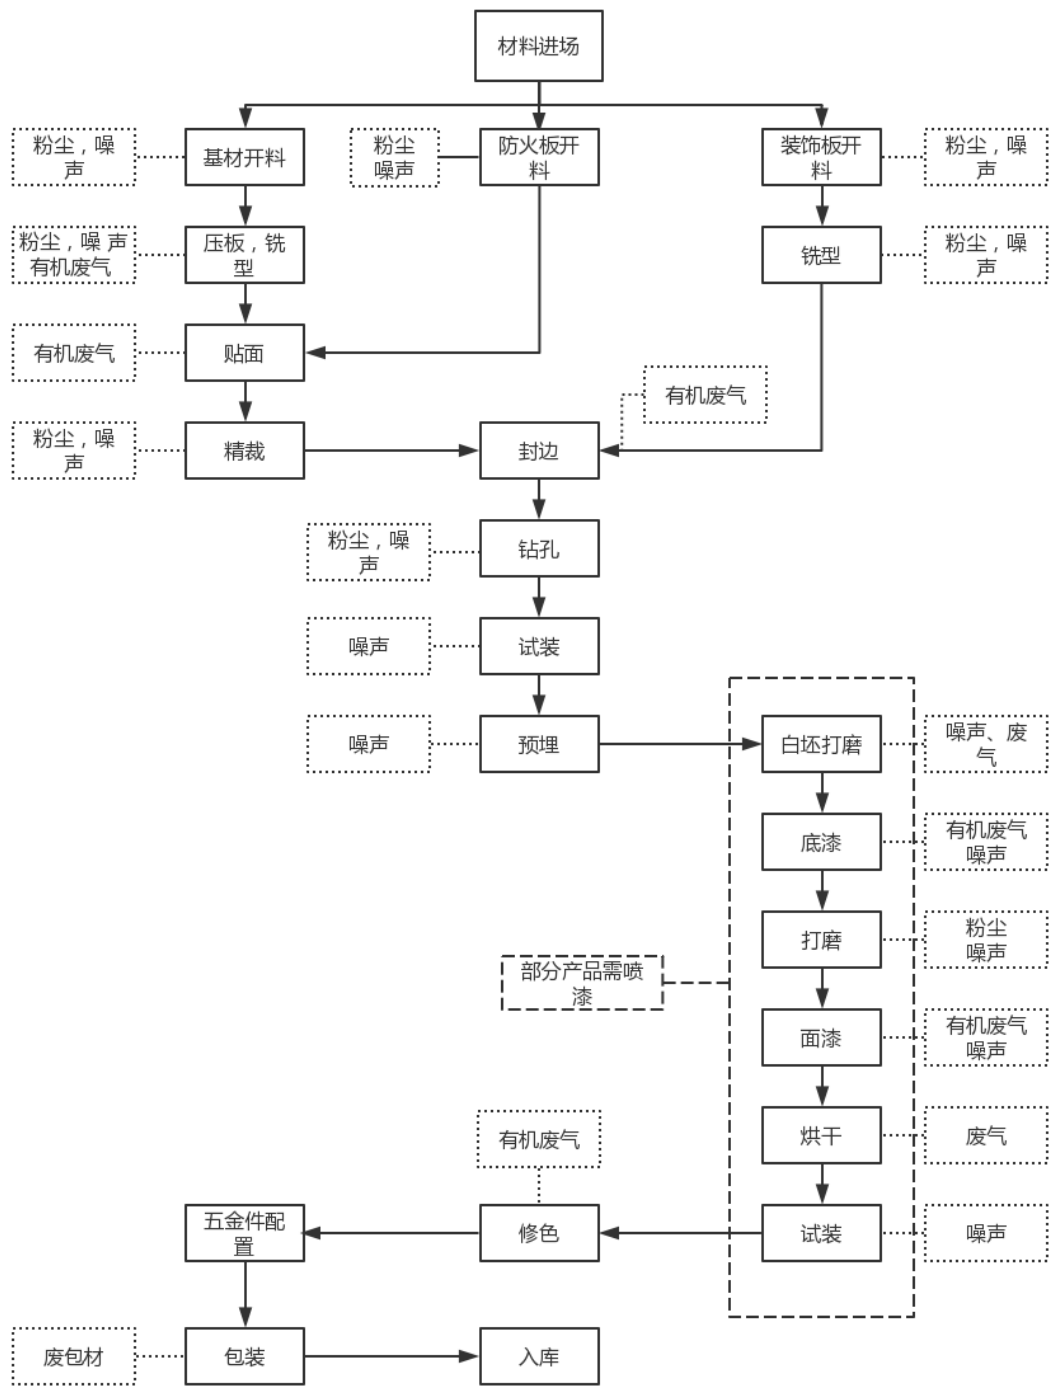 材料进场
粉尘，噪
声
基材开料
粉尘
噪声
防火板开
料
装饰板开
料
粉尘，噪
声
粉尘，噪 声
有机废气
压板，铣
型
铣型
粉尘，噪
声
有机废气
贴面
有机废气
粉尘，噪
声
精裁
封边
粉尘，噪
声
钻孔
噪声
试装
噪声
预埋
白坯打磨
噪声、废
气
底漆
有机废气
噪声
打磨
粉尘
噪声
部分产品需喷
漆
面漆
有机废气
噪声
烘干
废气
有机废气
五金件配
置
修色
试装
噪声
废包材
包装
入库